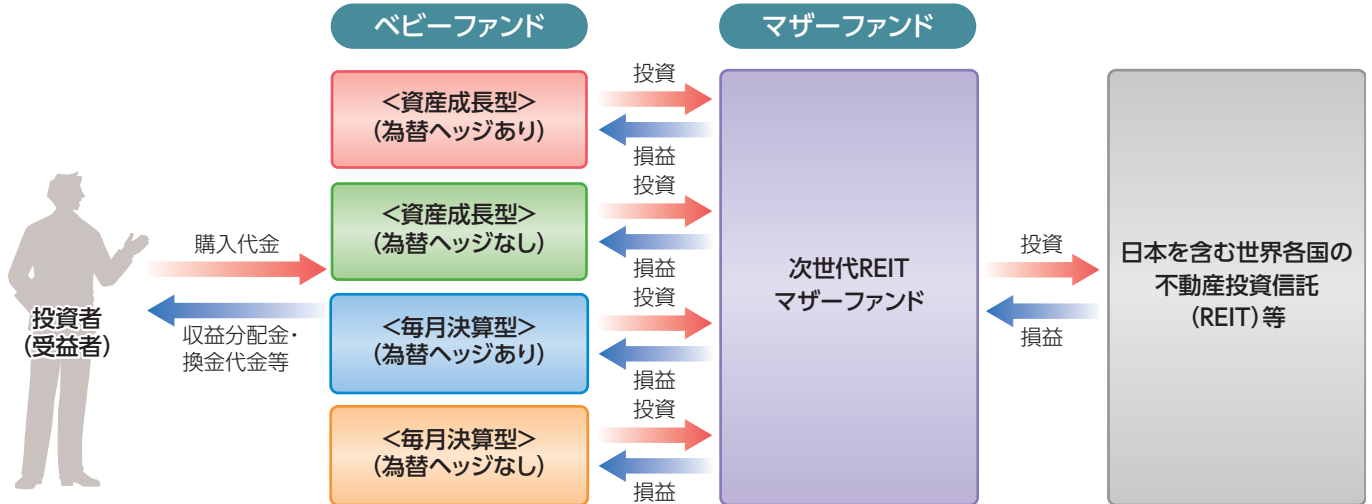 ベビーファンド
マザーファンド
<資産成長型>
(為替ヘッジあり)
投資
損益
<資産成長型>
(為替ヘッジなし)
投資
損益
<毎月決算型>
(為替ヘッジあり)
投資
損益
<毎月決算型>
(為替ヘッジなし)
投資
損益
投資者
(受益者)
購入代金
収益分配金・
換金代金等
次世代REIT
マザーファンド
投資
損益
日本を含む世界各国の
不動産投資信託
(REIT)等